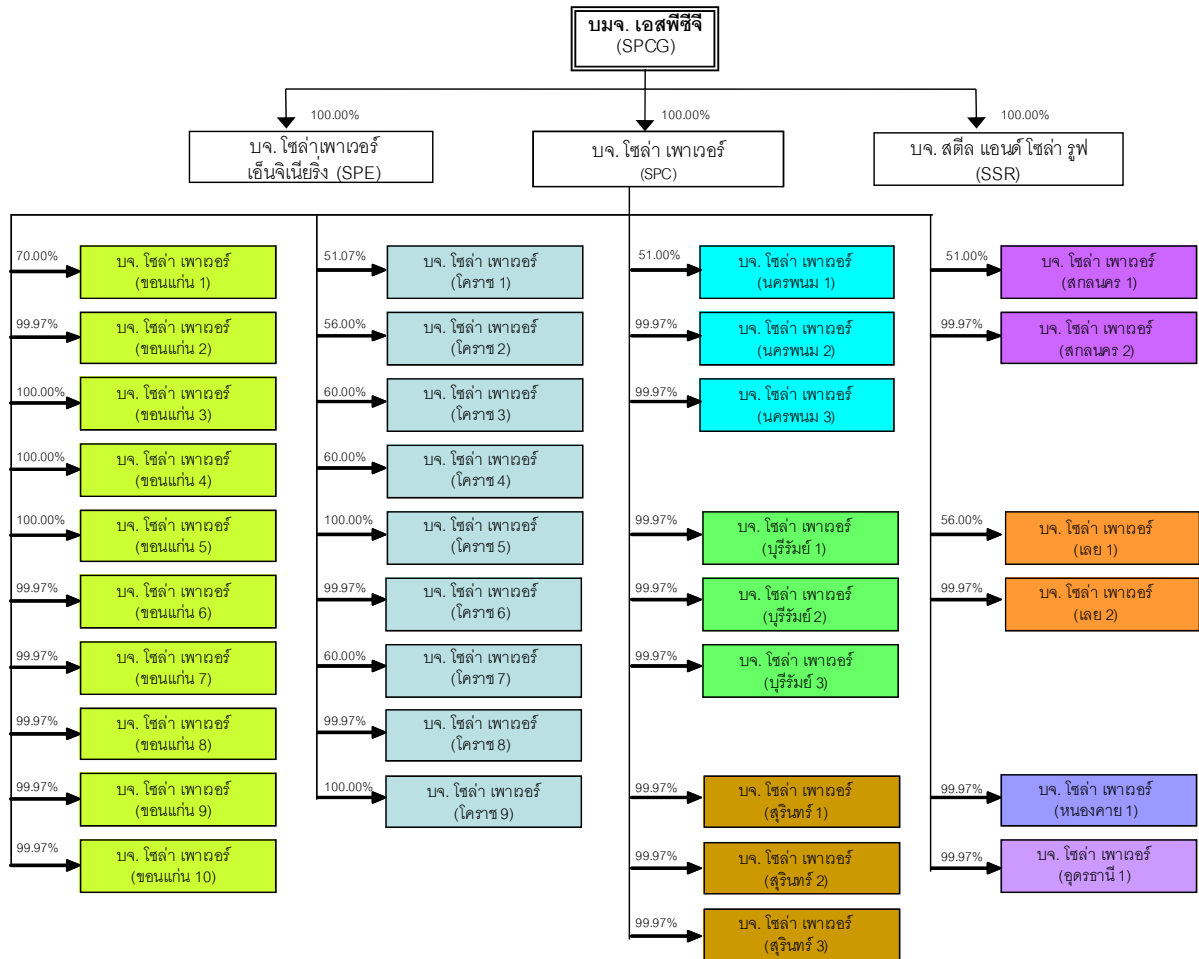 บมจ. เอสพีซีจี
(SPCG)
100.00%
100.00%
100.00%
บจ. โซล่าเพาเวอร์
เอ็นจิเนียริ่ง (SPE)
บจ. โซล่า เพาเวอร์
(SPC)
บจ. สตีล แอนด์ โซล่า รูฟ
(SSR)
70.00%
บจ. โซล่า เพาเวอร์
(ขอนแก่น 1)
99.97%
บจ. โซล่า เพาเวอร์
(ขอนแก่น 2)
100.00%
บจ. โซล่า เพาเวอร์
(ขอนแก่น 3)
100.00%
บจ. โซล่า เพาเวอร์
(ขอนแก่น 4)
100.00%
บจ. โซล่า เพาเวอร์
(ขอนแก่น 5)
99.97%
บจ. โซล่า เพาเวอร์
(ขอนแก่น 6)
99.97%
บจ. โซล่า เพาเวอร์
(ขอนแก่น 7)
99.97%
บจ. โซล่า เพาเวอร์
(ขอนแก่น 8)
99.97%
บจ. โซล่า เพาเวอร์
(ขอนแก่น 9)
99.97%
บจ. โซล่า เพาเวอร์
(ขอนแก่น 10)
51.07%
บจ. โซล่า เพาเวอร์
(โคราช 1)
56.00%
บจ. โซล่า เพาเวอร์
(โคราช 2)
60.00%
บจ. โซล่า เพาเวอร์
(โคราช 3)
60.00%
บจ. โซล่า เพาเวอร์
(โคราช 4)
100.00%
บจ. โซล่า เพาเวอร์
(โคราช 5)
99.97%
บจ. โซล่า เพาเวอร์
(โคราช 6)
60.00%
บจ. โซล่า เพาเวอร์
(โคราช 7)
99.97%
บจ. โซล่า เพาเวอร์
(โคราช 8)
100.00%
บจ. โซล่า เพาเวอร์
(โคราช 9)
51.00%
บจ. โซล่า เพาเวอร์
(นครพนม 1)
99.97%
บจ. โซล่า เพาเวอร์
(นครพนม 2)
99.97%
บจ. โซล่า เพาเวอร์
(นครพนม 3)
99.97%
บจ. โซล่า เพาเวอร์
(บุรีรัมย์ 1)
99.97%
บจ. โซล่า เพาเวอร์
(บุรีรัมย์ 2)
99.97%
บจ. โซล่า เพาเวอร์
(บุรีรัมย์ 3)
99.97%
บจ. โซล่า เพาเวอร์
(สุรินทร์ 1)
99.97%
บจ. โซล่า เพาเวอร์
(สุรินทร์ 2)
99.97%
บจ. โซล่า เพาเวอร์
(สุรินทร์ 3)
51.00%
บจ. โซล่า เพาเวอร์
(สกลนคร 1)
99.97%
บจ. โซล่า เพาเวอร์
(สกลนคร 2)
56.00%
บจ. โซล่า เพาเวอร์
(เลย 1)
99.97%
บจ. โซล่า เพาเวอร์
(เลย 2)
99.97%
บจ. โซล่า เพาเวอร์
(หนองคาย 1)
99.97%
บจ. โซล่า เพาเวอร์
(อุดรธานี 1)